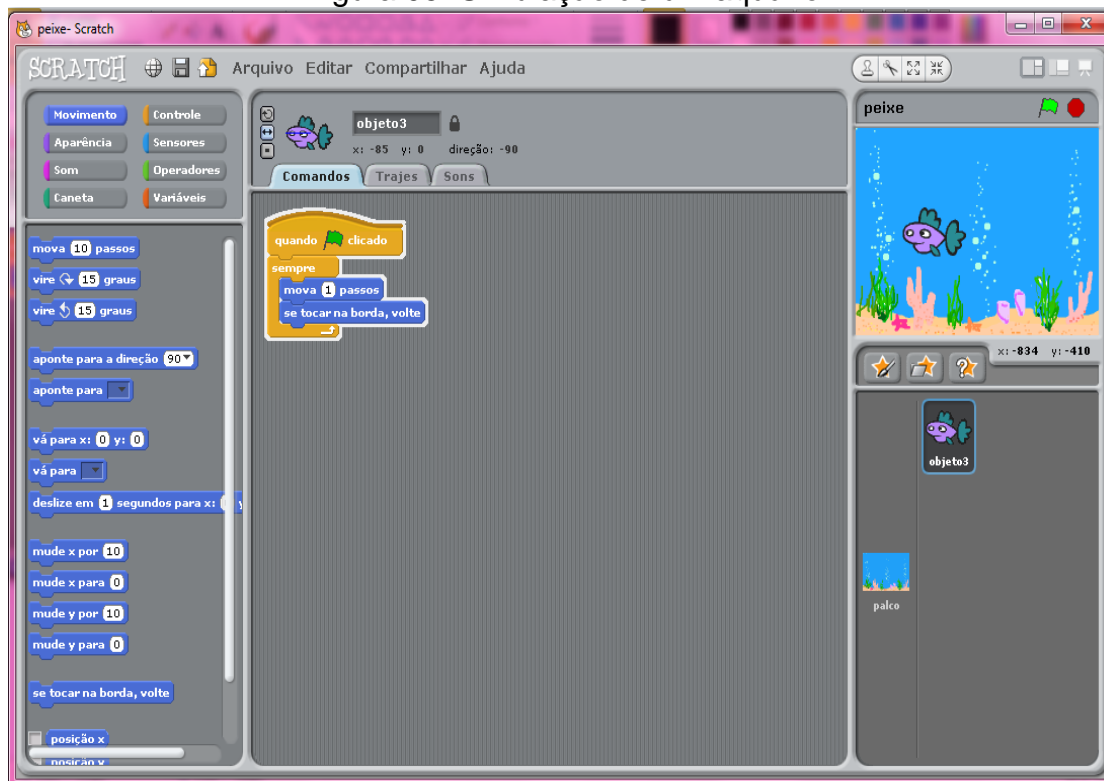 peixe- Scratch
SCRATCH Arquivo Editar Compartilhar Ajuda
Movimento Controle
Aparência Sensores
Som Operadores
Caneta Variáveis
mova 10 passos
vire 15 graus
vire 15 graus
aponte para a direção 90
aponte para
vá para x: 0 y: 0
vá para
deslize em 1 segundos para x:
mude x por 10
mude x para 0
mude y por 10
mude y para 0
se tocar na borda, volte
posição x
posição y
objeto3
x: -85 y: 0 direção: -90
Comandos Trajes Sons
quando clicado
sempre
mova 1 passos
se tocar na borda, volte
peixe
x: -834 y: -410
objeto3
palco